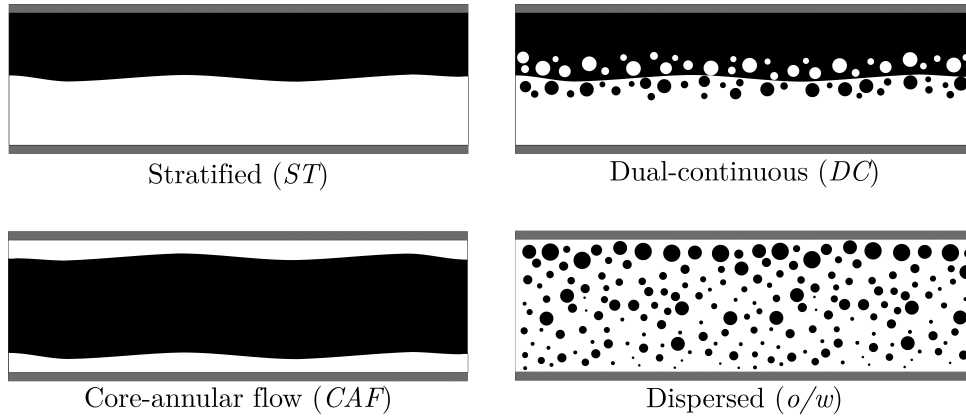 Stratified (ST)
Dual-continuous (DC)
Core-annular flow (CAF)
Dispersed (o/w)